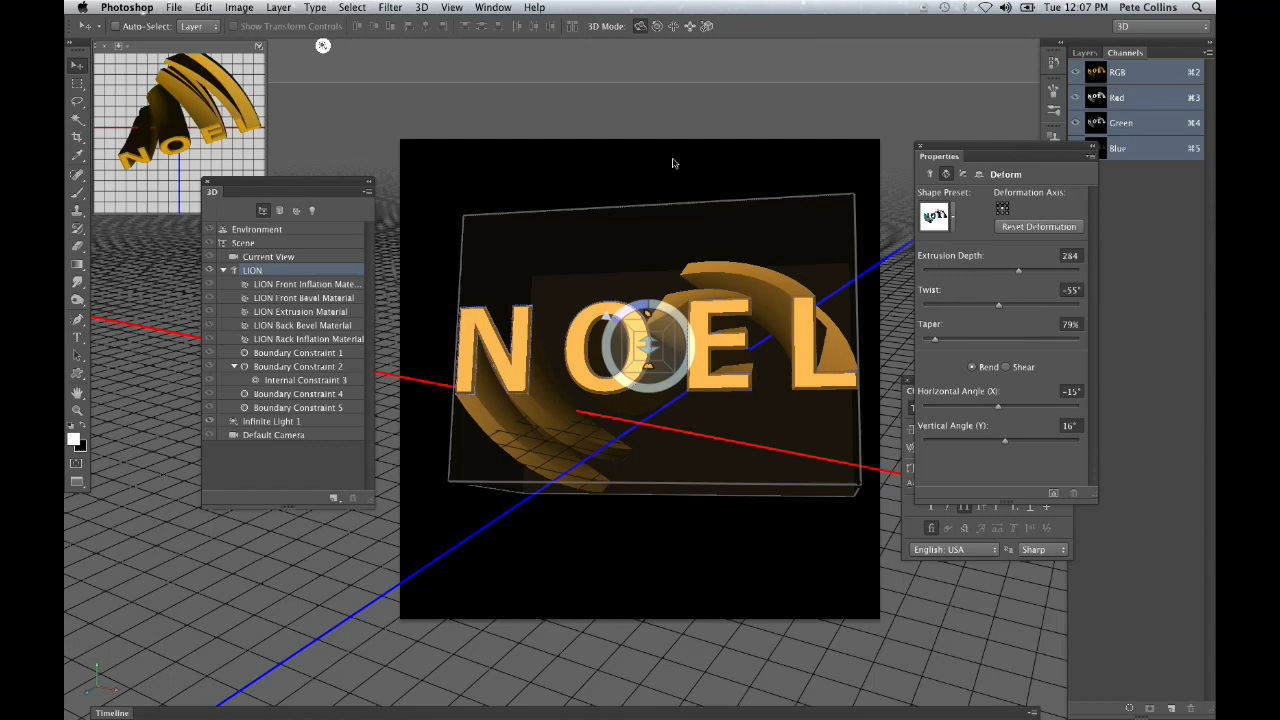 Photoshop File Edit Image Layer Type Select Filter 3D View Window Help Tue 12:07 PM Pete Collins
Auto-Select: Layer Show Transform Controls 3D Mode: 3D
Layers Channels
RGB ⌘2
Red ⌘3
Green ⌘4
Blue ⌘5
NOEL
3D
Environment
Scene
Current View
LION
LION Front Inflation Mate...
LION Front Bevel Material
LION Extrusion Material
LION Back Bevel Material
LION Back Inflation Material
Boundary Constraint 1
Boundary Constraint 2
Internal Constraint 3
Boundary Constraint 4
Boundary Constraint 5
Infinite Light 1
Default Camera
NOEL
Properties
Deform
Shape Preset: Deformation Axis:
Reset Deformation
Extrusion Depth: 284
Twist: -55°
Taper: 79%
Bend Shear
Horizontal Angle (X): -15°
Vertical Angle (Y): 16°
English: USA Sharp
Timeline